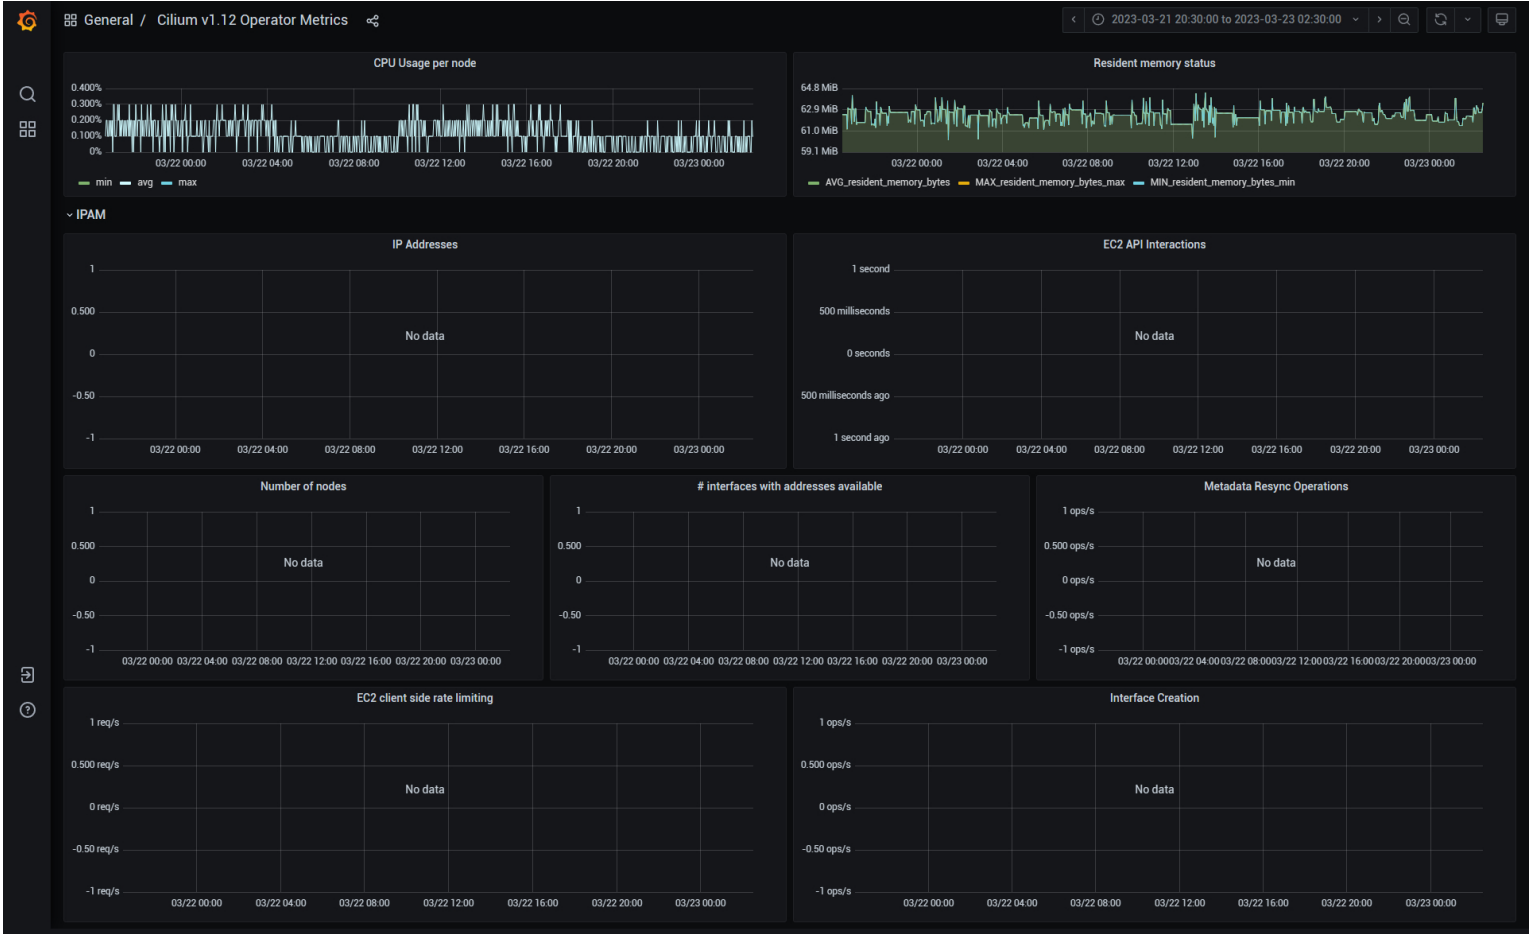 General / Cilium v1.12 Operator Metrics
2023-03-21 20:30:00 to 2023-03-23 02:30:00
CPU Usage per node
0.400%
0.300%
0.200%
0.100%
0%
03/22 00:00 03/22 04:00 03/22 08:00 03/22 12:00 03/22 16:00 03/22 20:00 03/23 00:00
min avg max
Resident memory status
64.8 MiB
62.9 MiB
61.0 MiB
59.1 MiB
03/22 00:00 03/22 04:00 03/22 08:00 03/22 12:00 03/22 16:00 03/22 20:00 03/23 00:00
AVG_resident_memory_bytes MAX_resident_memory_bytes_max MIN_resident_memory_bytes_min
IPAM
IP Addresses
1
0.500
0
-0.50
-1
No data
03/22 00:00 03/22 04:00 03/22 08:00 03/22 12:00 03/22 16:00 03/22 20:00 03/23 00:00
EC2 API Interactions
1 second
500 milliseconds
0 seconds
500 milliseconds ago
1 second ago
No data
03/22 00:00 03/22 04:00 03/22 08:00 03/22 12:00 03/22 16:00 03/22 20:00 03/23 00:00
Number of nodes
1
0.500
0
-0.50
-1
No data
03/22 00:00 03/22 04:00 03/22 08:00 03/22 12:00 03/22 16:00 03/22 20:00 03/23 00:00
# interfaces with addresses available
1
0.500
0
-0.50
-1
No data
03/22 00:00 03/22 04:00 03/22 08:00 03/22 12:00 03/22 16:00 03/22 20:00 03/23 00:00
Metadata Resync Operations
1 ops/s
0.500 ops/s
0 ops/s
-0.50 ops/s
-1 ops/s
No data
03/22 00:00 03/22 04:00 03/22 08:00 03/22 12:00 03/22 16:00 03/22 20:00 03/23 00:00
EC2 client side rate limiting
1 req/s
0.500 req/s
0 req/s
-0.50 req/s
-1 req/s
No data
03/22 00:00 03/22 04:00 03/22 08:00 03/22 12:00 03/22 16:00 03/22 20:00 03/23 00:00
Interface Creation
1 ops/s
0.500 ops/s
0 ops/s
-0.50 ops/s
-1 ops/s
No data
03/22 00:00 03/22 04:00 03/22 08:00 03/22 12:00 03/22 16:00 03/22 20:00 03/23 00:00